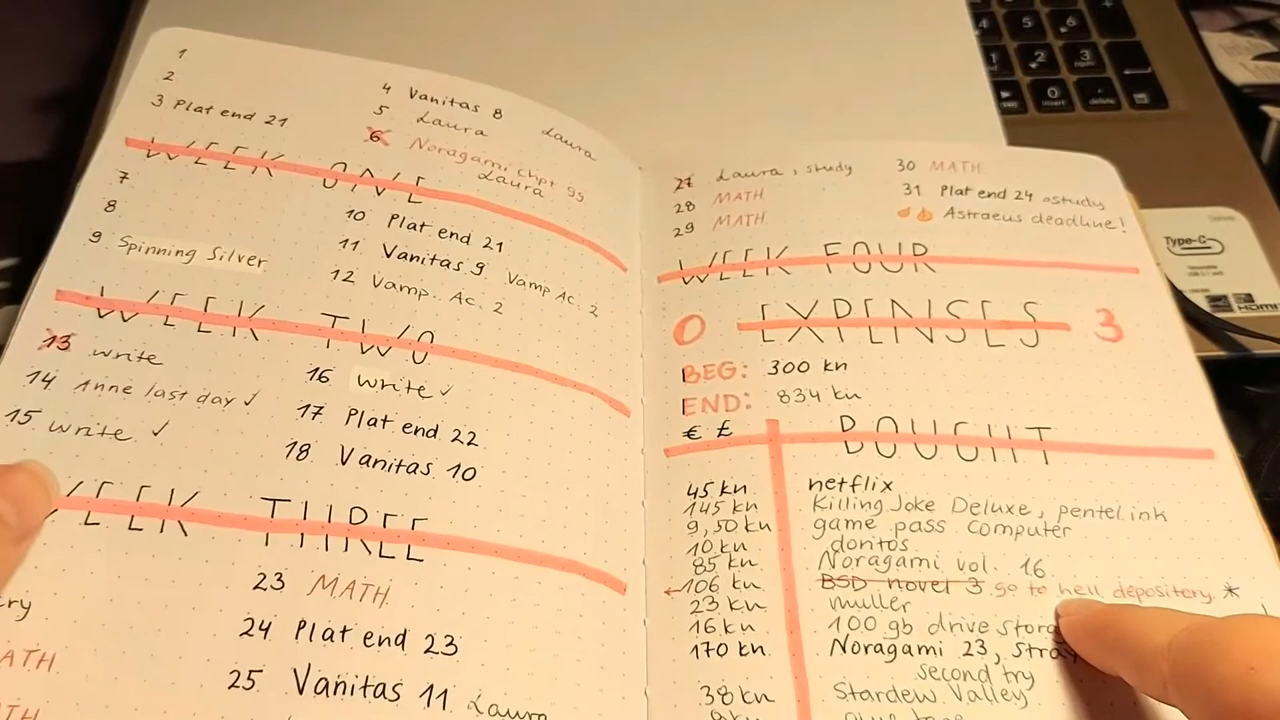 1
2
3 Plat end 21
4 Vanitas 8 Laura
5 Laura
6 Noragami chpt 95
Laura
WEEK ONE
7
8
9 Spinning Silver
10 Plat end 21
11 Vanitas 9 Vamp Ac. 2
12 Vamp. Ac. 2
WEEK TWO
13 write
14 Anne last day ✓
15 write ✓
16 write ✓
17 Plat end 22
18 Vanitas 10
WEEK THREE
23 MATH
24 Plat end 23
25 Vanitas 11 Laura
27 Laura, study
28 MATH
29 MATH
30 MATH
31 Plat end 24 study
Astraeus deadline!
WEEK FOUR
03 EXPENSES
BEG: 300 kn
END: 834 kn
€ £ BOUGHT
45 kn netflix
145 kn Killing Joke Deluxe, pentel ink
9,50 kn game pass computer
10 kn doritos
85 kn Noragami vol. 16
←106 kn BSD novel 3 go to hell depository *
23 kn muller
16 kn 100 gb drive
170 kn Noragami 23,
second try
38 kn Stardew Valley
Type-C
HDMI